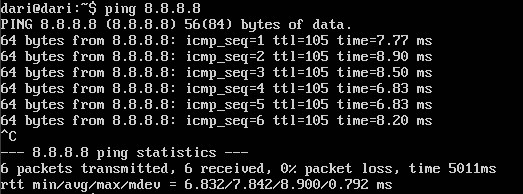 dari@dari:~$ ping 8.8.8.8
PING 8.8.8.8 (8.8.8.8) 56(84) bytes of data.
64 bytes from 8.8.8.8: icmp_seq=1 ttl=105 time=7.77 ms
64 bytes from 8.8.8.8: icmp_seq=2 ttl=105 time=8.90 ms
64 bytes from 8.8.8.8: icmp_seq=3 ttl=105 time=8.50 ms
64 bytes from 8.8.8.8: icmp_seq=4 ttl=105 time=6.83 ms
64 bytes from 8.8.8.8: icmp_seq=5 ttl=105 time=6.83 ms
64 bytes from 8.8.8.8: icmp_seq=6 ttl=105 time=8.20 ms
^C
--- 8.8.8.8 ping statistics ---
6 packets transmitted, 6 received, 0% packet loss, time 5011ms
rtt min/avg/max/mdev = 6.832/7.842/8.900/0.792 ms